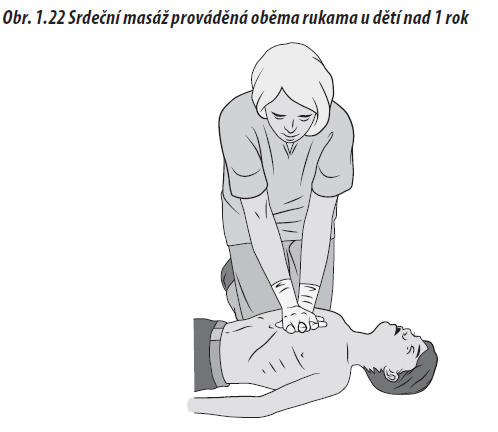 Obr. 1.22 Srdeční masáž prováděná oběma rukama u dětí nad 1 rok